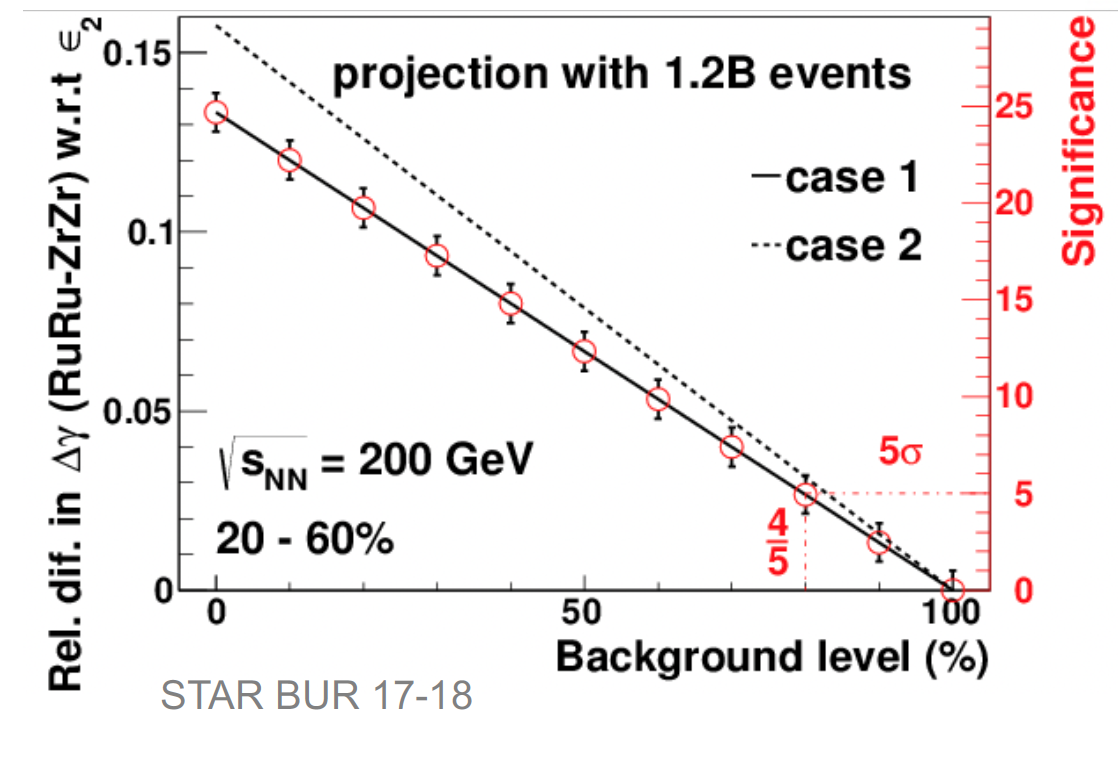 Rel. dif. in Δγ (RuRu-ZrZr) w.r.t ϵ₂
0.15
0.1
0.05
0
projection with 1.2B events
case 1
case 2
√sNN = 200 GeV
20 - 60%
5σ
4
5
Significance
25
20
15
10
5
0
0
50
100
Background level (%)
STAR BUR 17-18